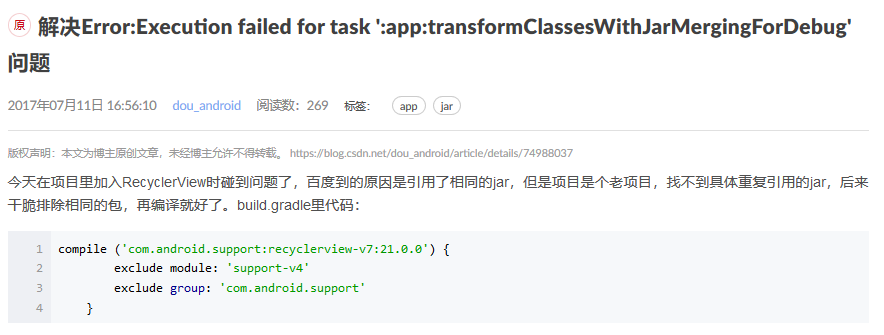 原 解决Error:Execution failed for task ':app:transformClassesWithJarMergingForDebug'
问题
2017年07月11日 16:56:10 dou_android 阅读数：269 标签： app jar
版权声明：本文为博主原创文章，未经博主允许不得转载。 https://blog.csdn.net/dou_android/article/details/74988037
今天在项目里加入RecyclerView时碰到问题了，百度到的原因是引用了相同的jar，但是项目是个老项目，找不到具体重复引用的jar，后来
干脆排除相同的包，再编译就好了。build.gradle里代码：
1 compile ('com.android.support:recyclerview-v7:21.0.0') {
2 exclude module: 'support-v4'
3 exclude group: 'com.android.support'
4 }